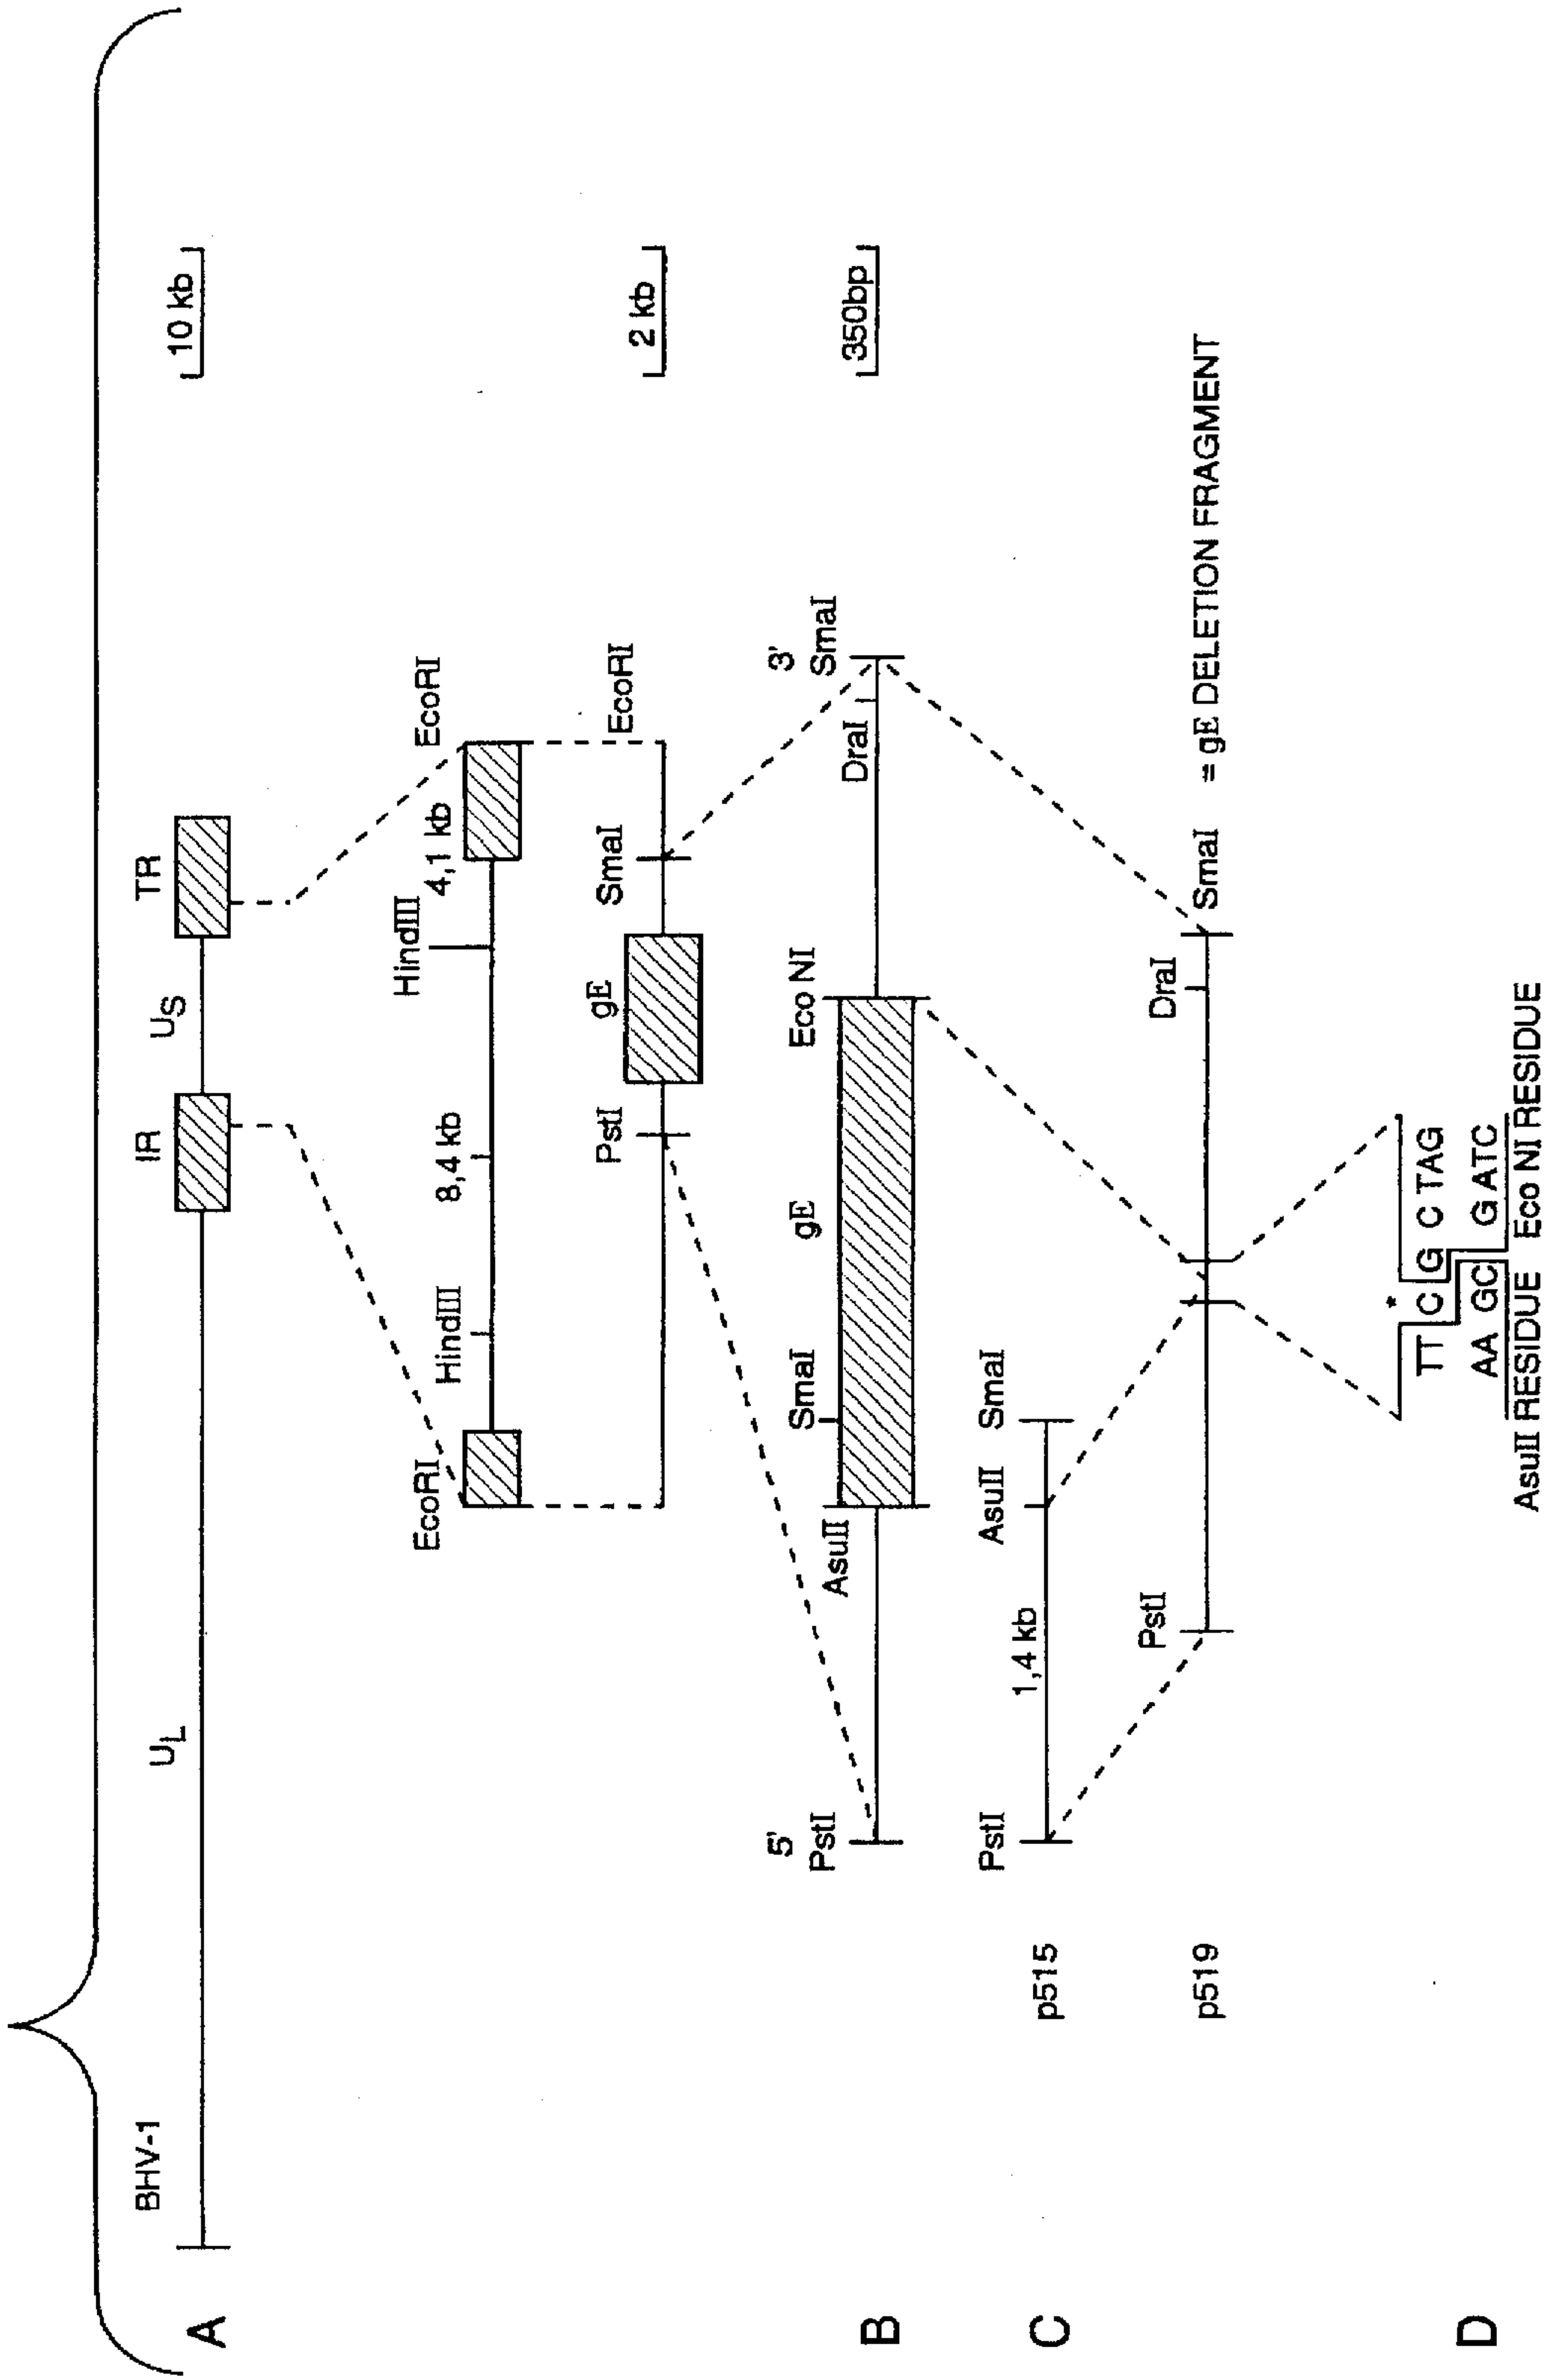 A
BHV-1
UL
IR
US
TR
10 kb
EcoRI
HindIII
8,4 kb
HindIII
4,1 kb
EcoRI
PstI
gE
SmaI
EcoRI
2 kb
B
5'
PstI
AsuII
SmaI
gE
Eco NI
DraI
3'
SmaI
350bp
C
p515
PstI
1,4 kb
AsuII
SmaI
p519
PstI
DraI
SmaI
= gE DELETION FRAGMENT
D
*
TT C G C TAG
AA GC G ATC
AsuII RESIDUE Eco NI RESIDUE